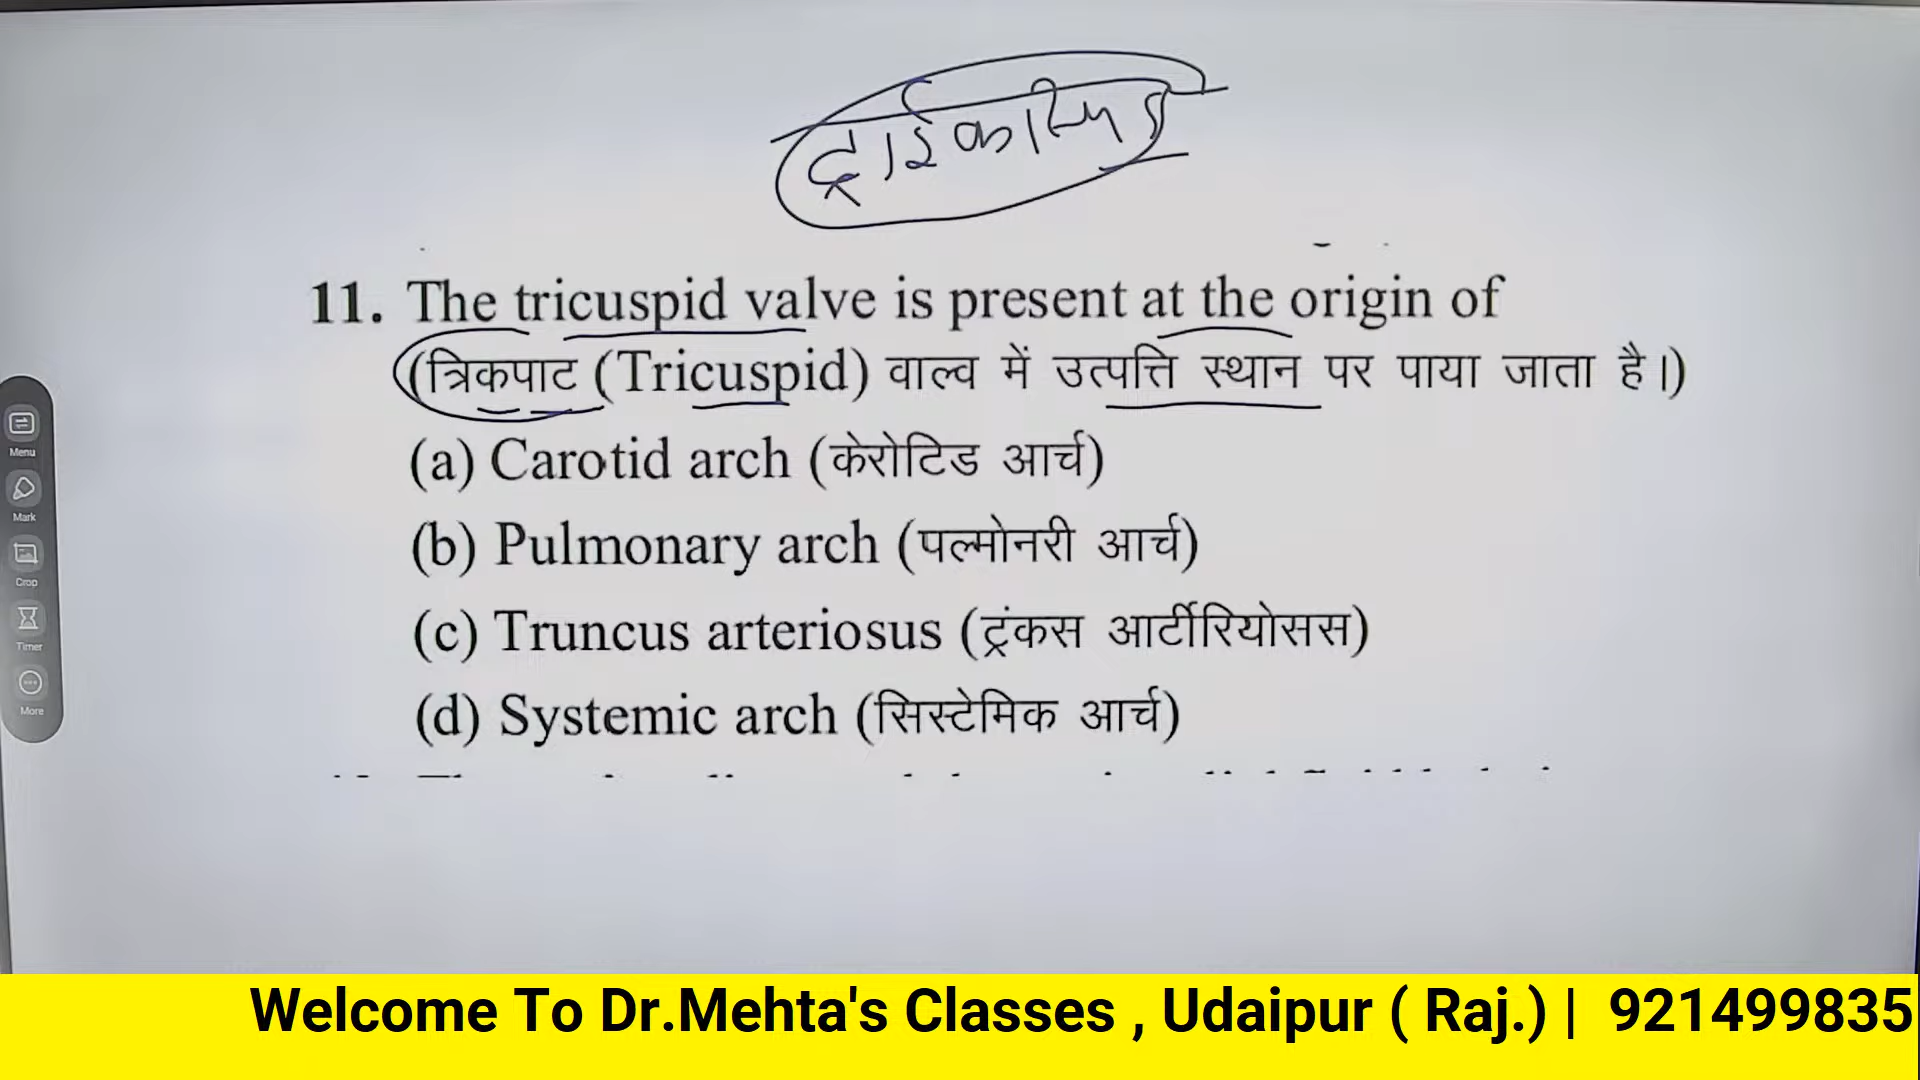 ट्राईकास्पिड
11. The tricuspid valve is present at the origin of
(त्रिकपाट (Tricuspid) वाल्व में उत्पत्ति स्थान पर पाया जाता है।)
(a) Carotid arch (केरोटिड आर्च)
(b) Pulmonary arch (पल्मोनरी आर्च)
(c) Truncus arteriosus (ट्रंकस आर्टीरियोसस)
(d) Systemic arch (सिस्टेमिक आर्च)
Menu
Mark
Crop
Timer
More
Welcome To Dr.Mehta's Classes , Udaipur ( Raj.) | 921499835